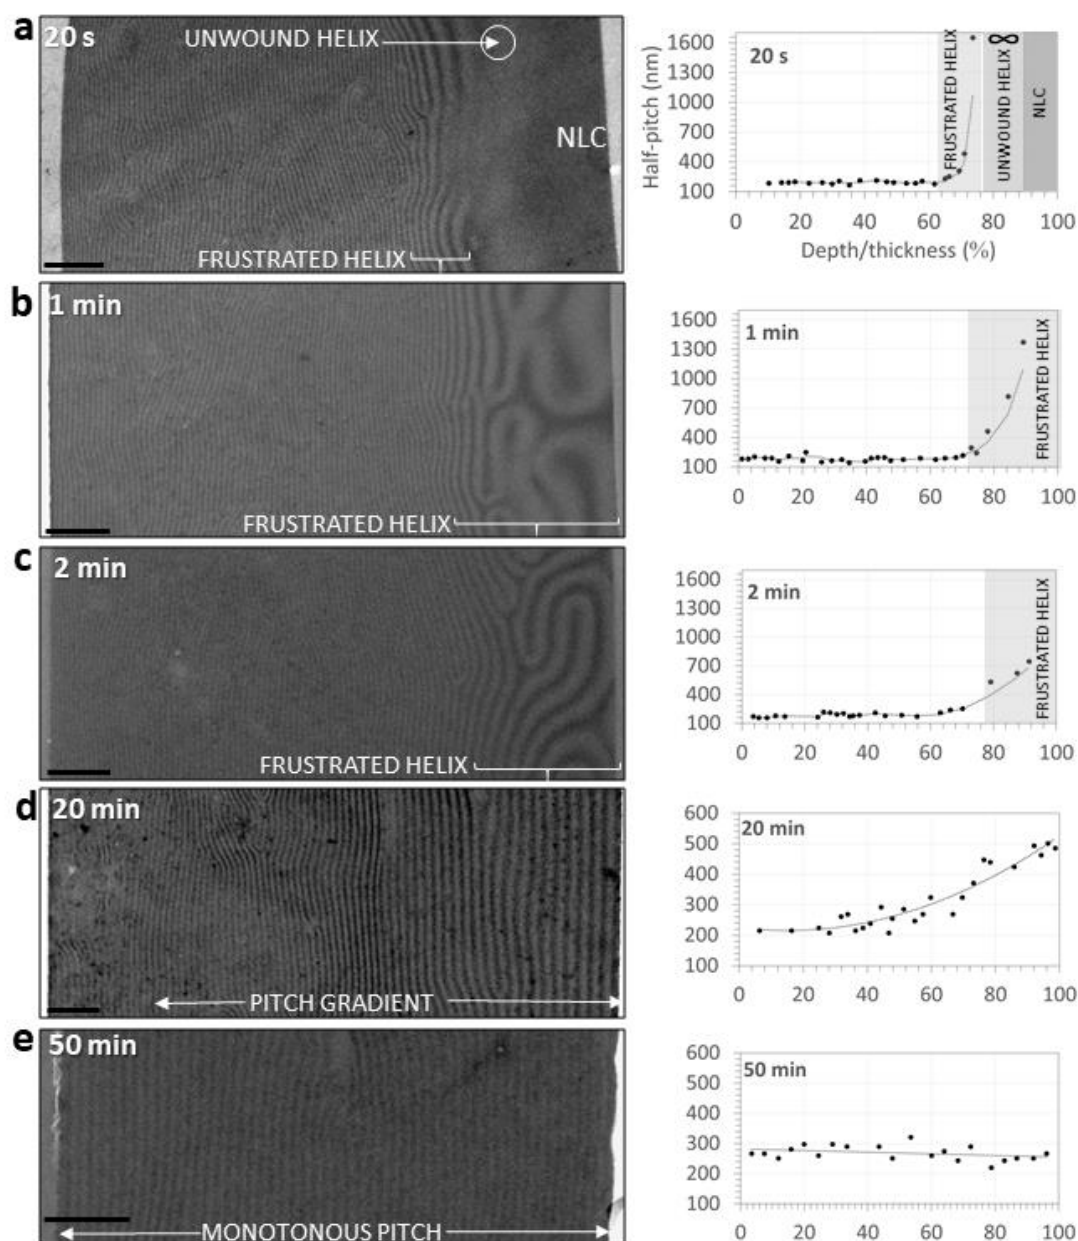 a
20 s
UNWOUND HELIX
NLC
FRUSTRATED HELIX
Half-pitch (nm)
1600
1300
1000
700
400
100
20 s
FRUSTRATED HELIX
UNWOUND HELIX
∞
NLC
0 20 40 60 80 100
Depth/thickness (%)
b
1 min
FRUSTRATED HELIX
1600
1300
1000
700
400
100
1 min
FRUSTRATED HELIX
0 20 40 60 80 100
c
2 min
FRUSTRATED HELIX
1600
1300
1000
700
400
100
2 min
FRUSTRATED HELIX
0 20 40 60 80 100
d
20 min
PITCH GRADIENT
600
500
400
300
200
100
20 min
0 20 40 60 80 100
e
50 min
MONOTONOUS PITCH
600
500
400
300
200
100
50 min
0 20 40 60 80 100